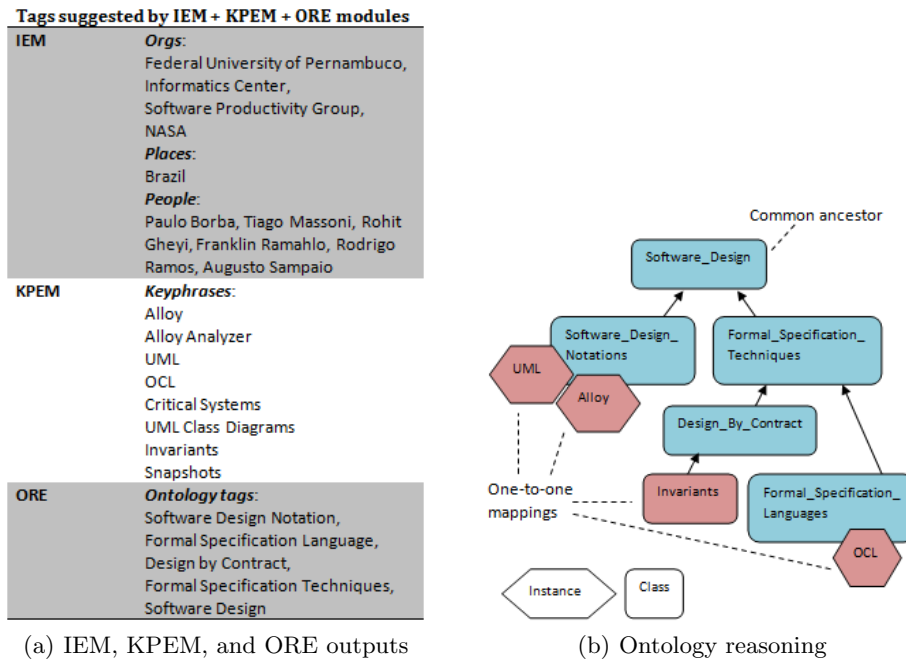 Tags suggested by IEM + KPEM + ORE modules
IEM
Orgs:
Federal University of Pernambuco,
Informatics Center,
Software Productivity Group,
NASA
Places:
Brazil
People:
Paulo Borba, Tiago Massoni, Rohit
Gheyi, Franklin Ramahlo, Rodrigo
Ramos, Augusto Sampaio
KPEM
Keyphrases:
Alloy
Alloy Analyzer
UML
OCL
Critical Systems
UML Class Diagrams
Invariants
Snapshots
ORE
Ontology tags:
Software Design Notation,
Formal Specification Language,
Design by Contract,
Formal Specification Techniques,
Software Design
(a) IEM, KPEM, and ORE outputs
Common ancestor
Software_Design
Software_Design_
Notations
Formal_Specification_
Techniques
UML
Alloy
Design_By_Contract
One-to-one
mappings
Invariants
Formal_Specification_
Languages
OCL
Instance
Class
(b) Ontology reasoning